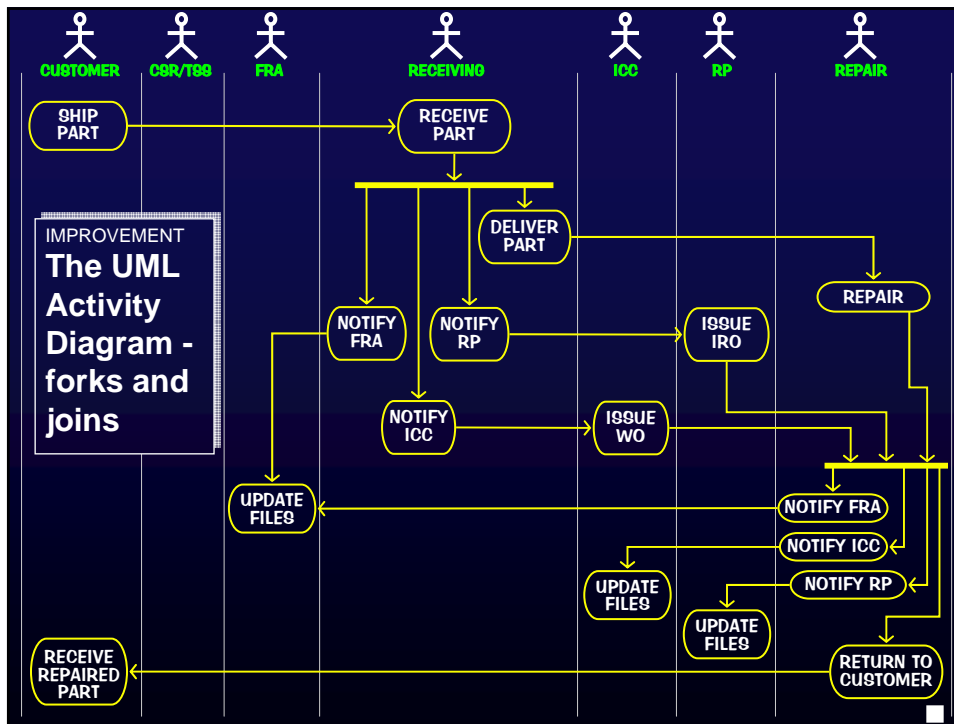 CUSTOMER
CSR/TSS
FRA
RECEIVING
ICC
RP
REPAIR
SHIP
PART
RECEIVE
PART
DELIVER
PART
IMPROVEMENT
The UML
Activity
Diagram -
forks and
joins
REPAIR
NOTIFY
FRA
NOTIFY
RP
ISSUE
IRO
NOTIFY
ICC
ISSUE
WO
UPDATE
FILES
NOTIFY FRA
NOTIFY ICC
UPDATE
FILES
NOTIFY RP
UPDATE
FILES
RECEIVE
REPAIRED
PART
RETURN TO
CUSTOMER